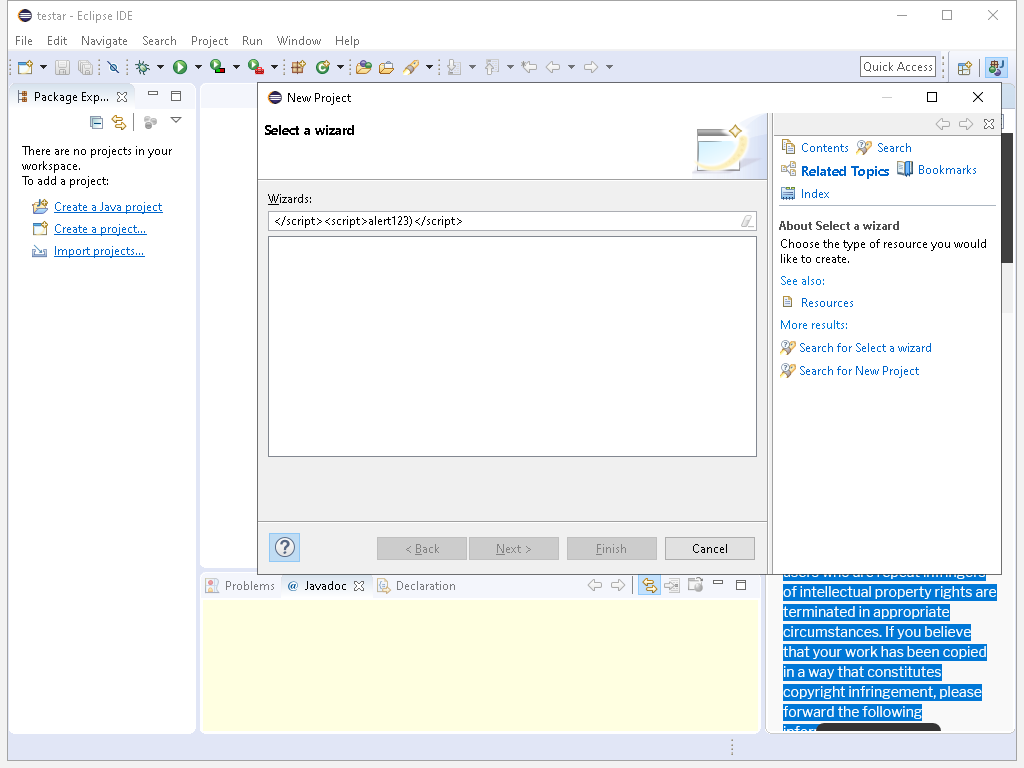 testar - Eclipse IDE
File Edit Navigate Search Project Run Window Help
Quick Access
Package Exp...
There are no projects in your
workspace.
To add a project:
Create a Java project
Create a project...
Import projects...
New Project
Select a wizard
Wizards:
</script><script>alert123)</script>
? < Back Next > Finish Cancel
Contents Search
Related Topics Bookmarks
Index
About Select a wizard
Choose the type of resource you would
like to create.
See also:
Resources
More results:
Search for Select a wizard
Search for New Project
Problems @ Javadoc Declaration
users who are repeat infringers
of intellectual property rights are
terminated in appropriate
circumstances. If you believe
that your work has been copied
in a way that constitutes
copyright infringement, please
forward the following